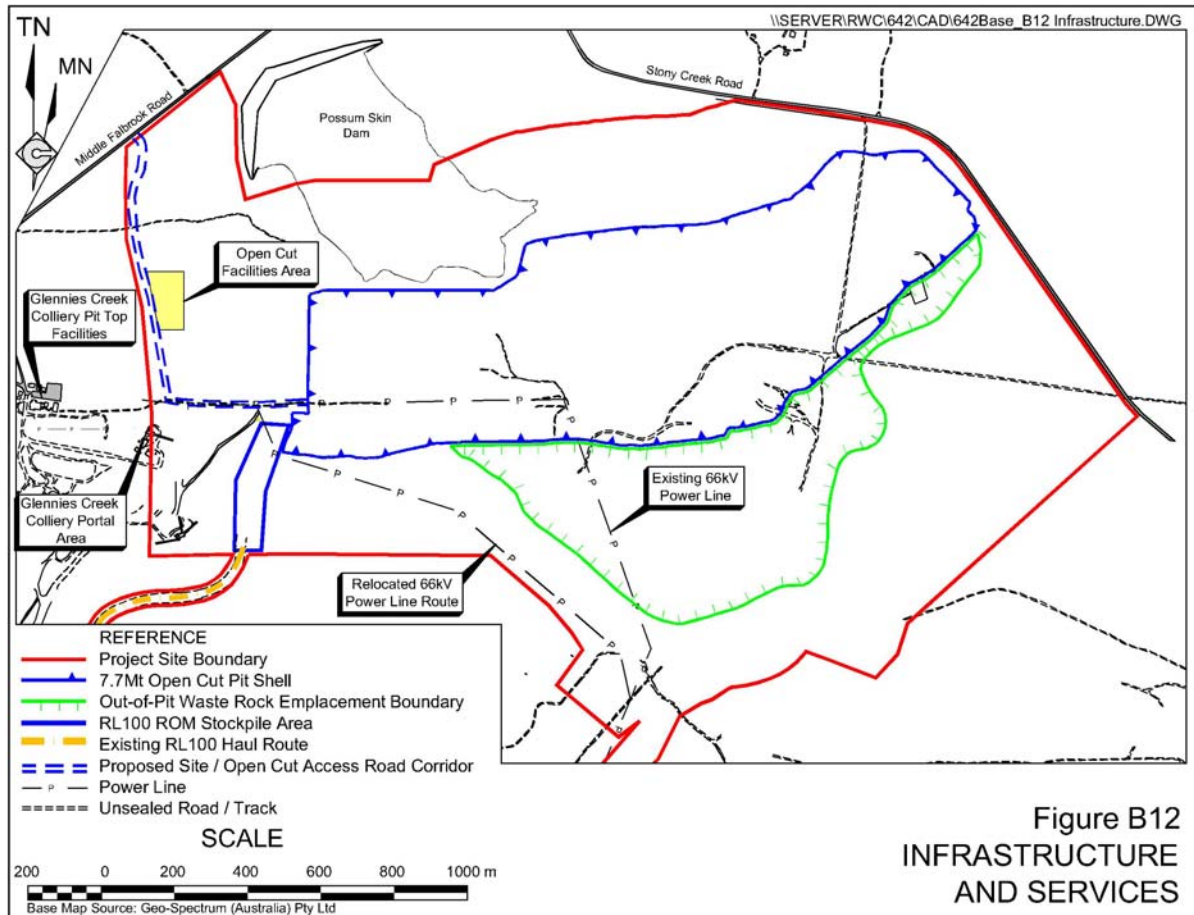 \\SERVER\RWC\642\CAD\642Base_B12 Infrastructure.DWG
TN
MN
Middle Falbrook Road
Possum Skin
Dam
Stony Creek Road
Open Cut
Facilities Area
Glennies Creek
Colliery Pit Top
Facilities
Glennies Creek
Colliery Portal
Area
Existing 66kV
Power Line
Relocated 66kV
Power Line Route
P P P P
P P
P
P
P
P
P
P
P
P
REFERENCE
Project Site Boundary
7.7Mt Open Cut Pit Shell
Out-of-Pit Waste Rock Emplacement Boundary
RL100 ROM Stockpile Area
Existing RL100 Haul Route
Proposed Site / Open Cut Access Road Corridor
P Power Line
Unsealed Road / Track
SCALE
200 0 200 400 600 800 1000 m
Base Map Source: Geo-Spectrum (Australia) Pty Ltd
Figure B12
INFRASTRUCTURE
AND SERVICES